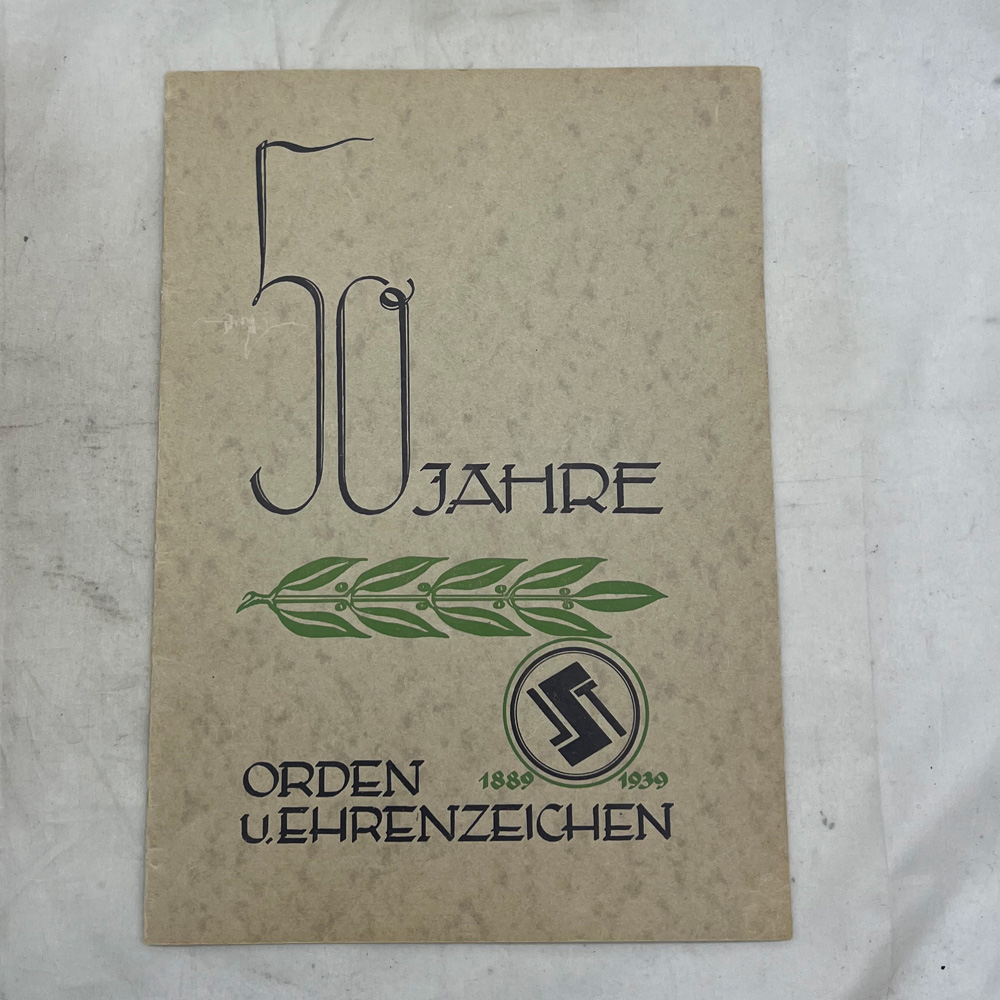 50 JAHRE
1889 1939
ORDEN
U. EHRENZEICHEN